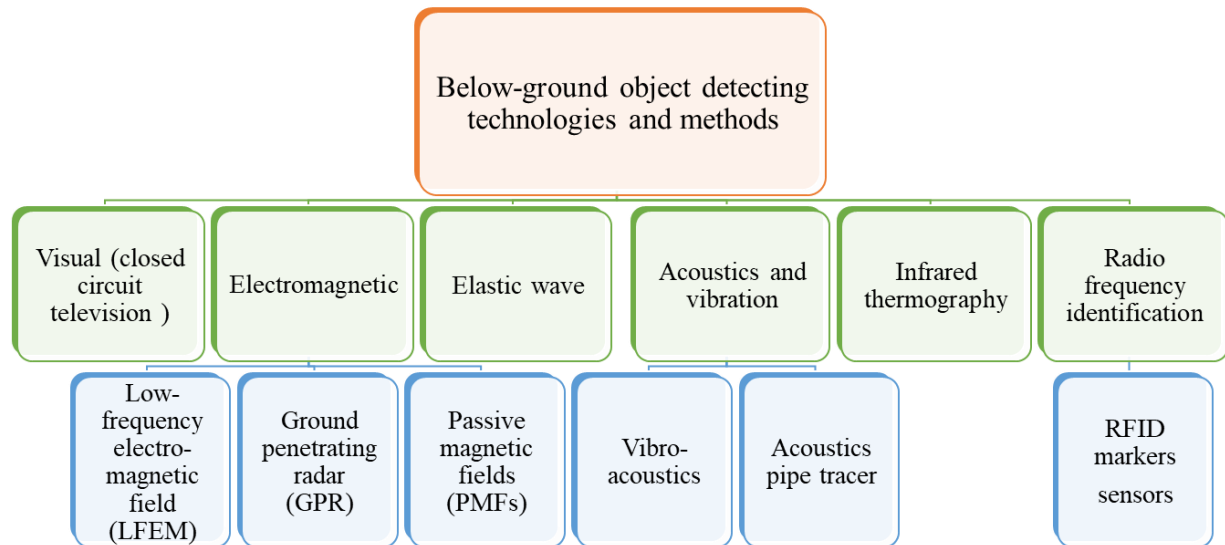 Below-ground object detecting
technologies and methods
Visual (closed
circuit
television )
Electromagnetic
Elastic wave
Acoustics and
vibration
Infrared
thermography
Radio
frequency
identification
Low-
frequency
electro-
magnetic
field
(LFEM)
Ground
penetrating
radar
(GPR)
Passive
magnetic
fields
(PMFs)
Vibro-
acoustics
Acoustics
pipe tracer
RFID
markers
sensors